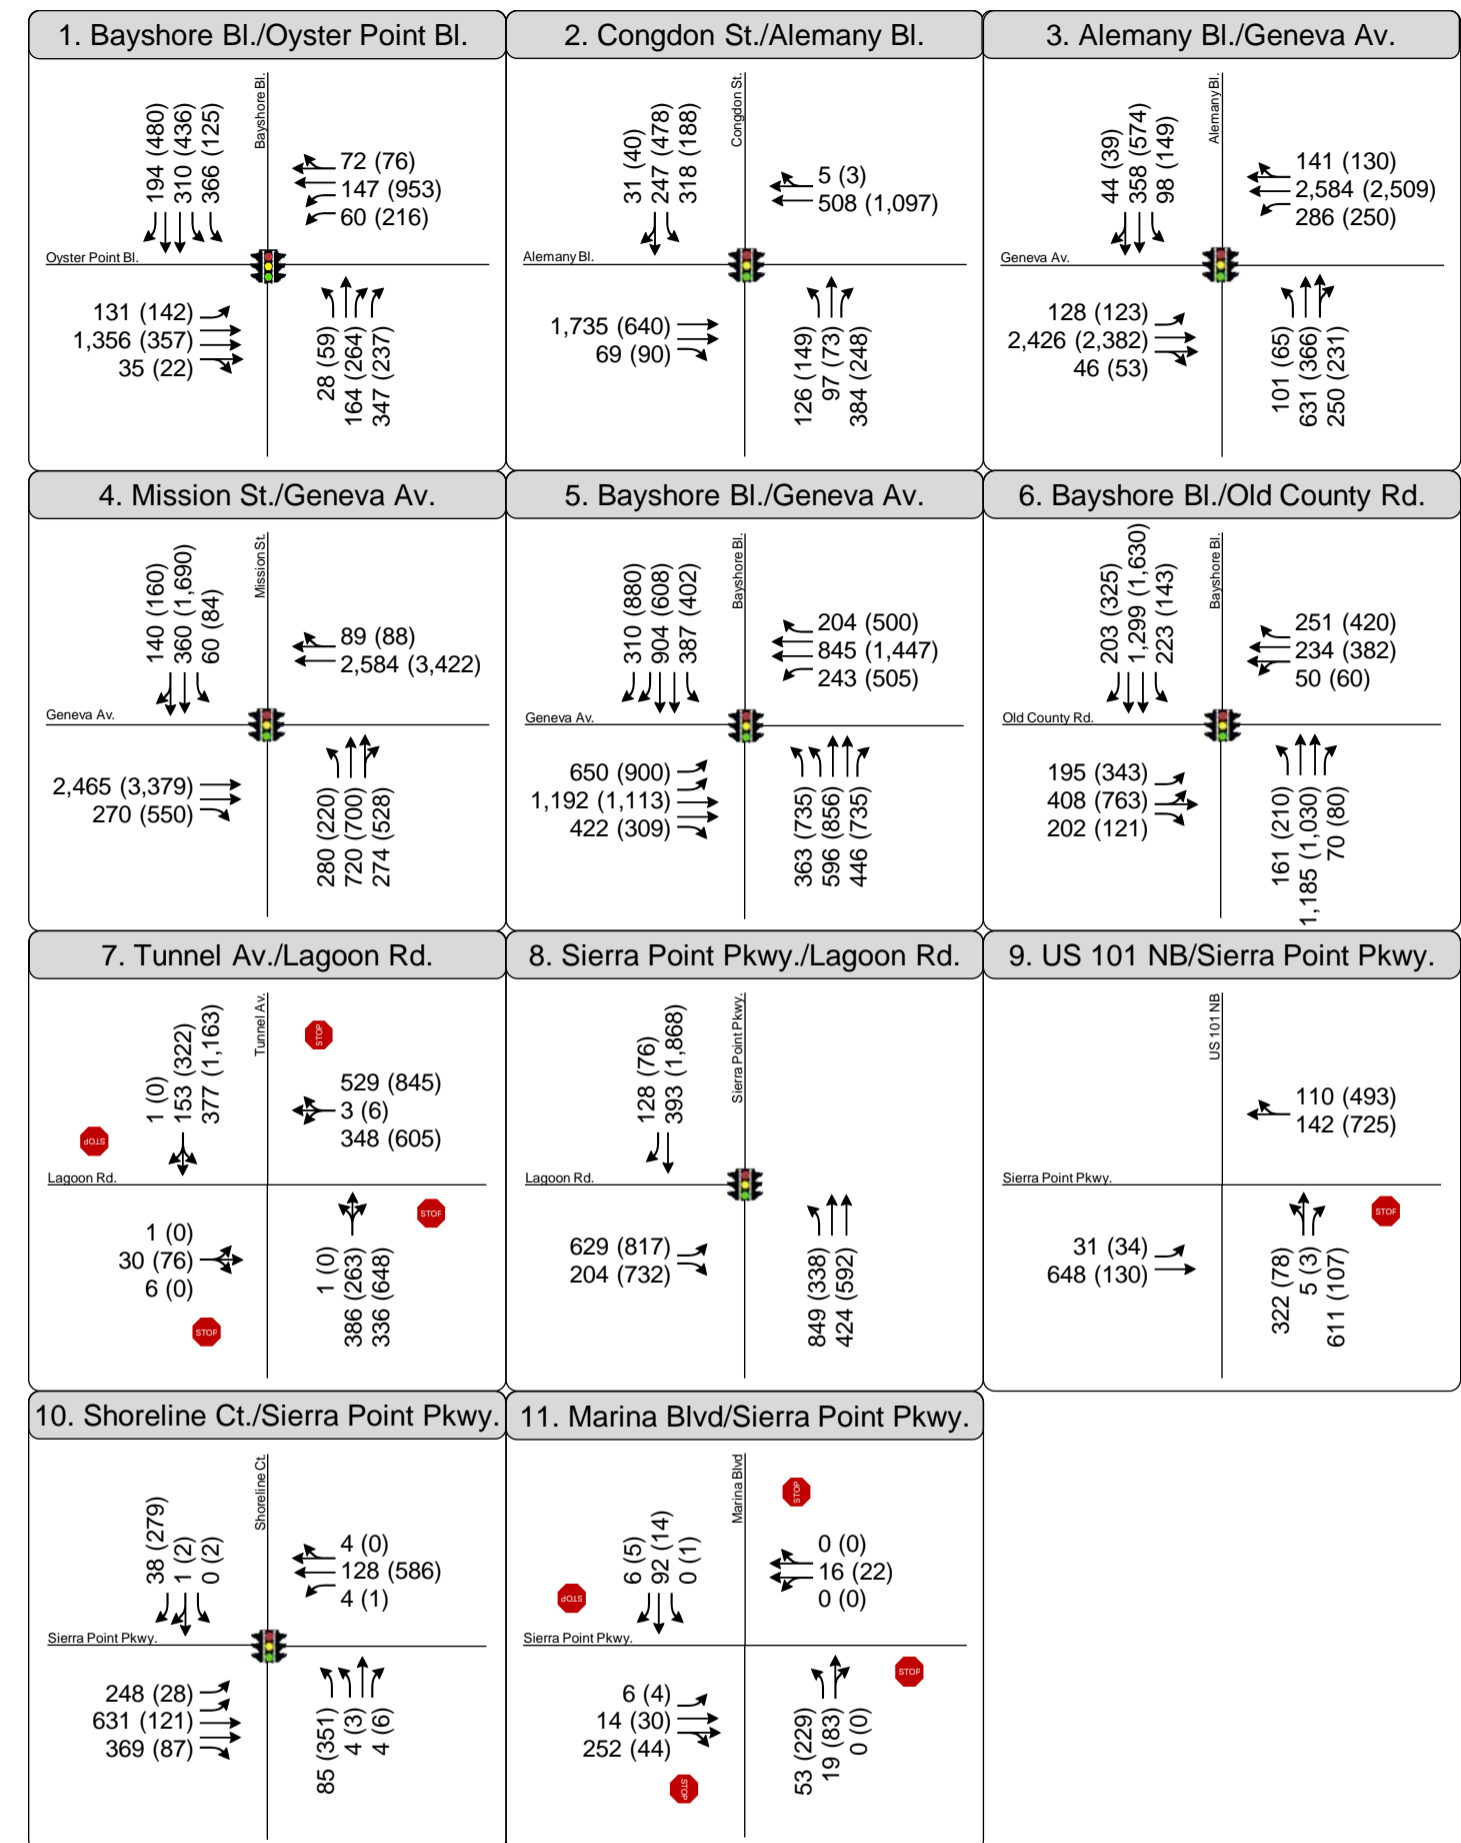 1. Bayshore Bl./Oyster Point Bl.
194 (480)
310 (436)
366 (125)
Bayshore Bl.
72 (76)
147 (953)
60 (216)
Oyster Point Bl.
131 (142)
1,356 (357)
35 (22)
28 (59)
164 (264)
347 (237)
2. Congdon St./Alemany Bl.
31 (40)
247 (478)
318 (188)
Congdon St.
5 (3)
508 (1,097)
Alemany Bl.
1,735 (640)
69 (90)
126 (149)
97 (73)
384 (248)
3. Alemany Bl./Geneva Av.
44 (39)
358 (574)
98 (149)
Alemany Bl.
141 (130)
2,584 (2,509)
286 (250)
Geneva Av.
128 (123)
2,426 (2,382)
46 (53)
101 (65)
631 (366)
250 (231)
4. Mission St./Geneva Av.
140 (160)
360 (1,690)
60 (84)
Mission St.
89 (88)
2,584 (3,422)
Geneva Av.
2,465 (3,379)
270 (550)
280 (220)
720 (700)
274 (528)
5. Bayshore Bl./Geneva Av.
310 (880)
904 (608)
387 (402)
Bayshore Bl.
204 (500)
845 (1,447)
243 (505)
Geneva Av.
650 (900)
1,192 (1,113)
422 (309)
363 (735)
596 (856)
446 (735)
6. Bayshore Bl./Old County Rd.
203 (325)
1,299 (1,630)
223 (143)
Bayshore Bl.
251 (420)
234 (382)
50 (60)
Old County Rd.
195 (343)
408 (763)
202 (121)
161 (210)
1,185 (1,030)
70 (80)
7. Tunnel Av./Lagoon Rd.
1 (0)
153 (322)
377 (1,163)
Tunnel Av.
STOP
529 (845)
3 (6)
348 (605)
STOP
Lagoon Rd.
STOP
1 (0)
30 (76)
6 (0)
1 (0)
386 (263)
336 (648)
STOP
8. Sierra Point Pkwy./Lagoon Rd.
128 (76)
393 (1,868)
Sierra Point Pkwy.
Lagoon Rd.
629 (817)
204 (732)
849 (338)
424 (592)
9. US 101 NB/Sierra Point Pkwy.
US 101 NB
110 (493)
142 (725)
Sierra Point Pkwy.
STOP
31 (34)
648 (130)
322 (78)
5 (3)
611 (107)
10. Shoreline Ct./Sierra Point Pkwy.
38 (279)
1 (2)
0 (2)
Shoreline Ct.
4 (0)
128 (586)
4 (1)
Sierra Point Pkwy.
248 (28)
631 (121)
369 (87)
85 (351)
4 (3)
4 (6)
11. Marina Blvd/Sierra Point Pkwy.
6 (5)
92 (14)
0 (1)
Marina Blvd
STOP
0 (0)
16 (22)
0 (0)
STOP
Sierra Point Pkwy.
STOP
6 (4)
14 (30)
252 (44)
53 (229)
19 (83)
0 (0)
STOP